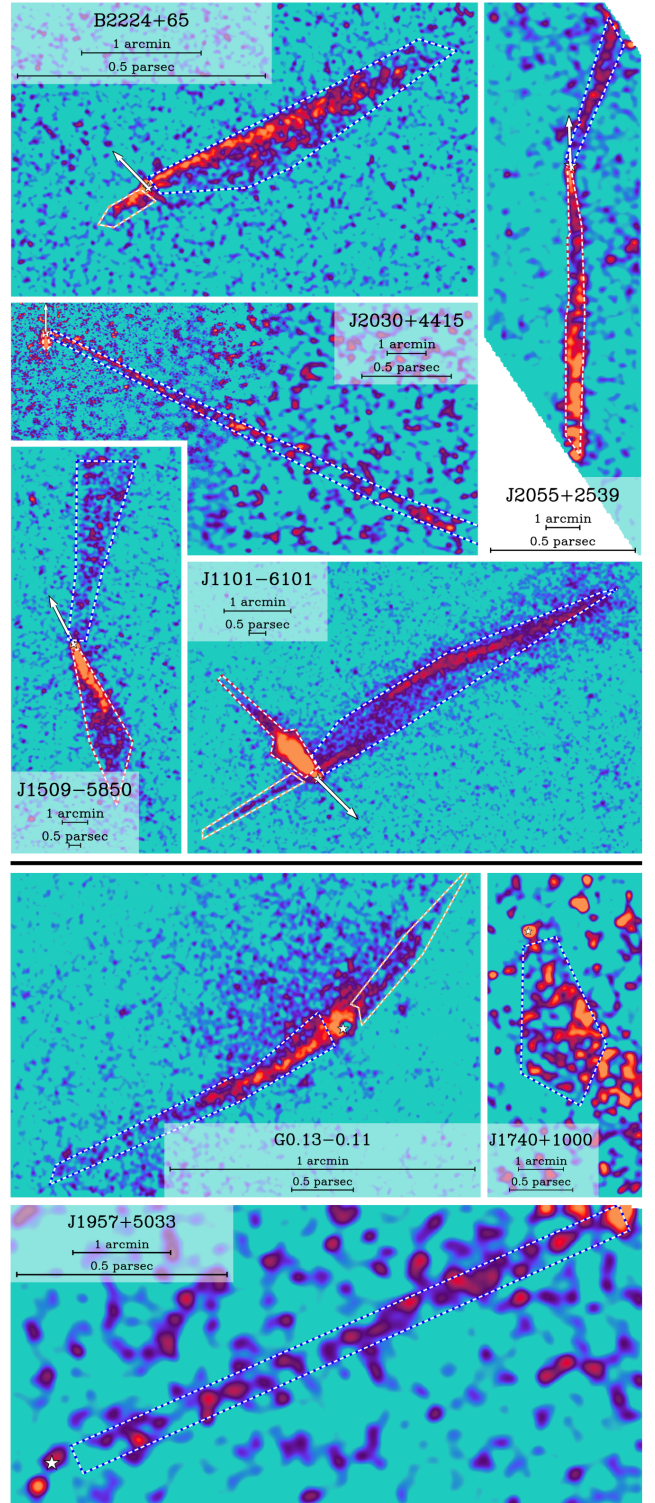 B2224+65
1 arcmin
0.5 parsec
J2030+4415
1 arcmin
0.5 parsec
J2055+2539
1 arcmin
0.5 parsec
J1509−5850
1 arcmin
0.5 parsec
J1101−6101
1 arcmin
0.5 parsec
G0.13−0.11
1 arcmin
0.5 parsec
J1740+1000
1 arcmin
0.5 parsec
J1957+5033
1 arcmin
0.5 parsec